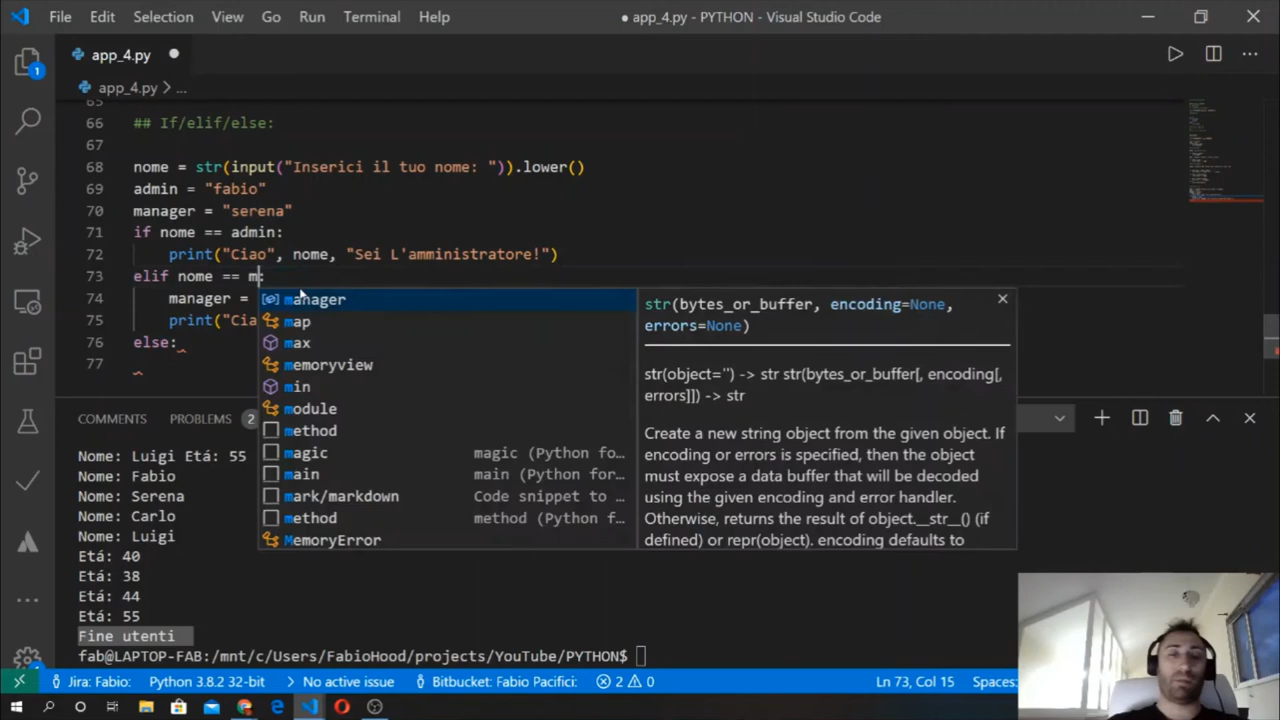 File Edit Selection View Go Run Terminal Help ● app_4.py - PYTHON - Visual Studio Code
app_4.py
1
app_4.py > ...
65
66 ## If/elif/else:
67
68 nome = str(input("Inserici il tuo nome: ")).lower()
69 admin = "fabio"
70 manager = "serena"
71 if nome == admin:
72 print("Ciao", nome, "Sei L'amministratore!")
73 elif nome == m:
74 manager =
75 print("Cia
76 else:
77
manager
map
max
memoryview
min
module
method
magic magic (Python fo...
main main (Python for...
mark/markdown Code snippet to ...
method method (Python f...
MemoryError
str(bytes_or_buffer, encoding=None,
errors=None)
str(object='') -> str str(bytes_or_buffer[, encoding[,
errors]]) -> str
Create a new string object from the given object. If
encoding or errors is specified, then the object
must expose a data buffer that will be decoded
using the given encoding and error handler.
Otherwise, returns the result of object.__str__() (if
defined) or repr(object). encoding defaults to
COMMENTS PROBLEMS 2
Nome: Luigi Etá: 55
Nome: Fabio
Nome: Serena
Nome: Carlo
Nome: Luigi
Etá: 40
Etá: 38
Etá: 44
Etá: 55
Fine utenti
fab@LAPTOP-FAB:/mnt/c/Users/FabioHood/projects/YouTube/PYTHON$
Jira: Fabio: Python 3.8.2 32-bit No active issue Bitbucket: Fabio Pacifici: 2 0 Ln 73, Col 15 Spaces: